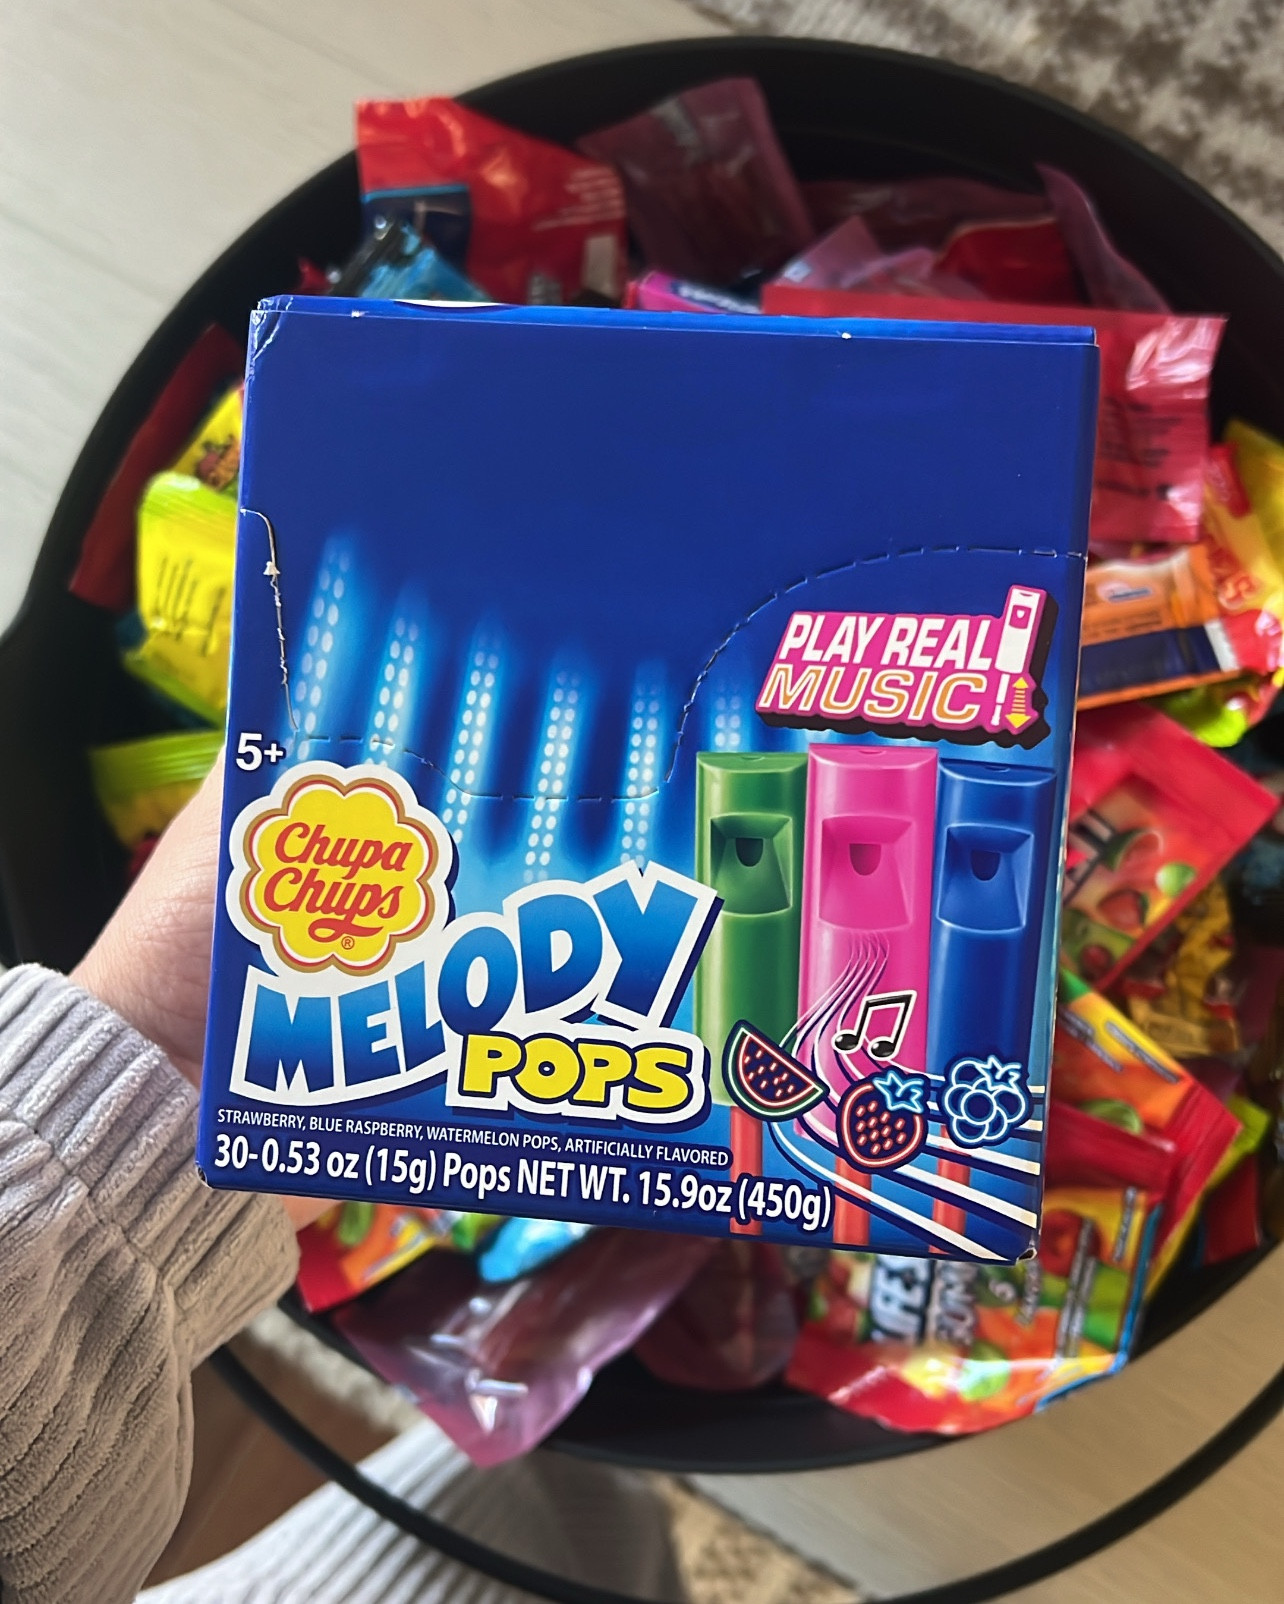 PLAY REAL
MUSIC!
5+
Chupa
Chups
®
MELODY
POPS
STRAWBERRY, BLUE RASPBERRY, WATERMELON POPS, ARTIFICIALLY FLAVORED
30-0.53 oz (15g) Pops NET WT. 15.9oz (450g)